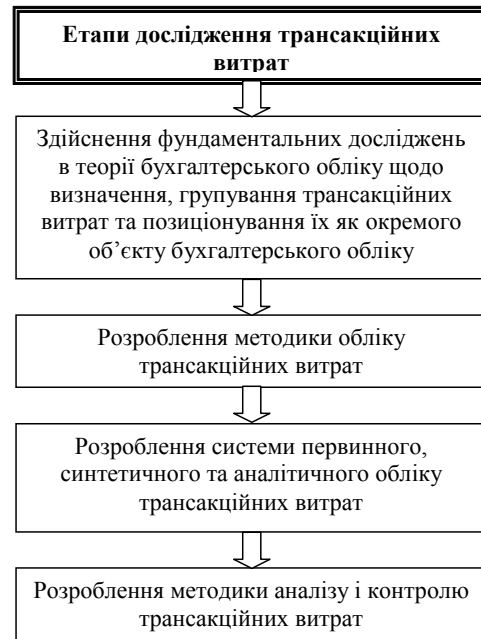 Етапи дослідження трансакційних
витрат
Здійснення фундаментальних досліджень
в теорії бухгалтерського обліку щодо
визначення, групування трансакційних
витрат та позиціонування їх як окремого
об’єкту бухгалтерського обліку
Розроблення методики обліку
трансакційних витрат
Розроблення системи первинного,
синтетичного та аналітичного обліку
трансакційних витрат
Розроблення методики аналізу і контролю
трансакційних витрат